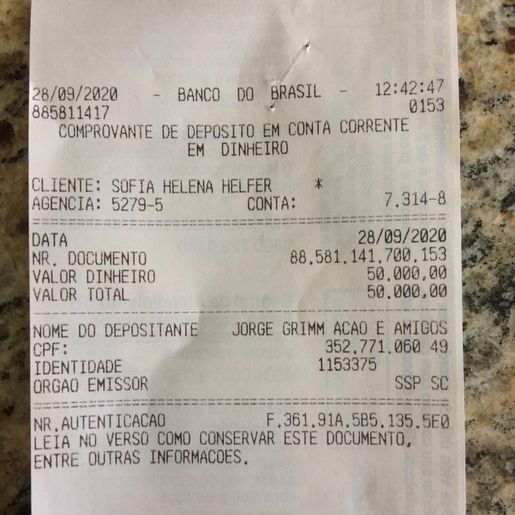 28/09/2020 - BANCO DO BRASIL - 12:42:47
885811417 0153
COMPROVANTE DE DEPOSITO EM CONTA CORRENTE
EM DINHEIRO
CLIENTE: SOFIA HELENA HELFER *
AGENCIA: 5279-5 CONTA: 7.314-8
DATA 28/09/2020
NR. DOCUMENTO 88.581.141.700.153
VALOR DINHEIRO 50.000,00
VALOR TOTAL 50.000,00
NOME DO DEPOSITANTE JORGE GRIMM ACAO E AMIGOS
CPF: 352.771.060 49
IDENTIDADE 1153375
ORGAO EMISSOR SSP SC
NR.AUTENTICACAO F.361.91A.5B5.135.5E0
LEIA NO VERSO COMO CONSERVAR ESTE DOCUMENTO,
ENTRE OUTRAS INFORMACOES.